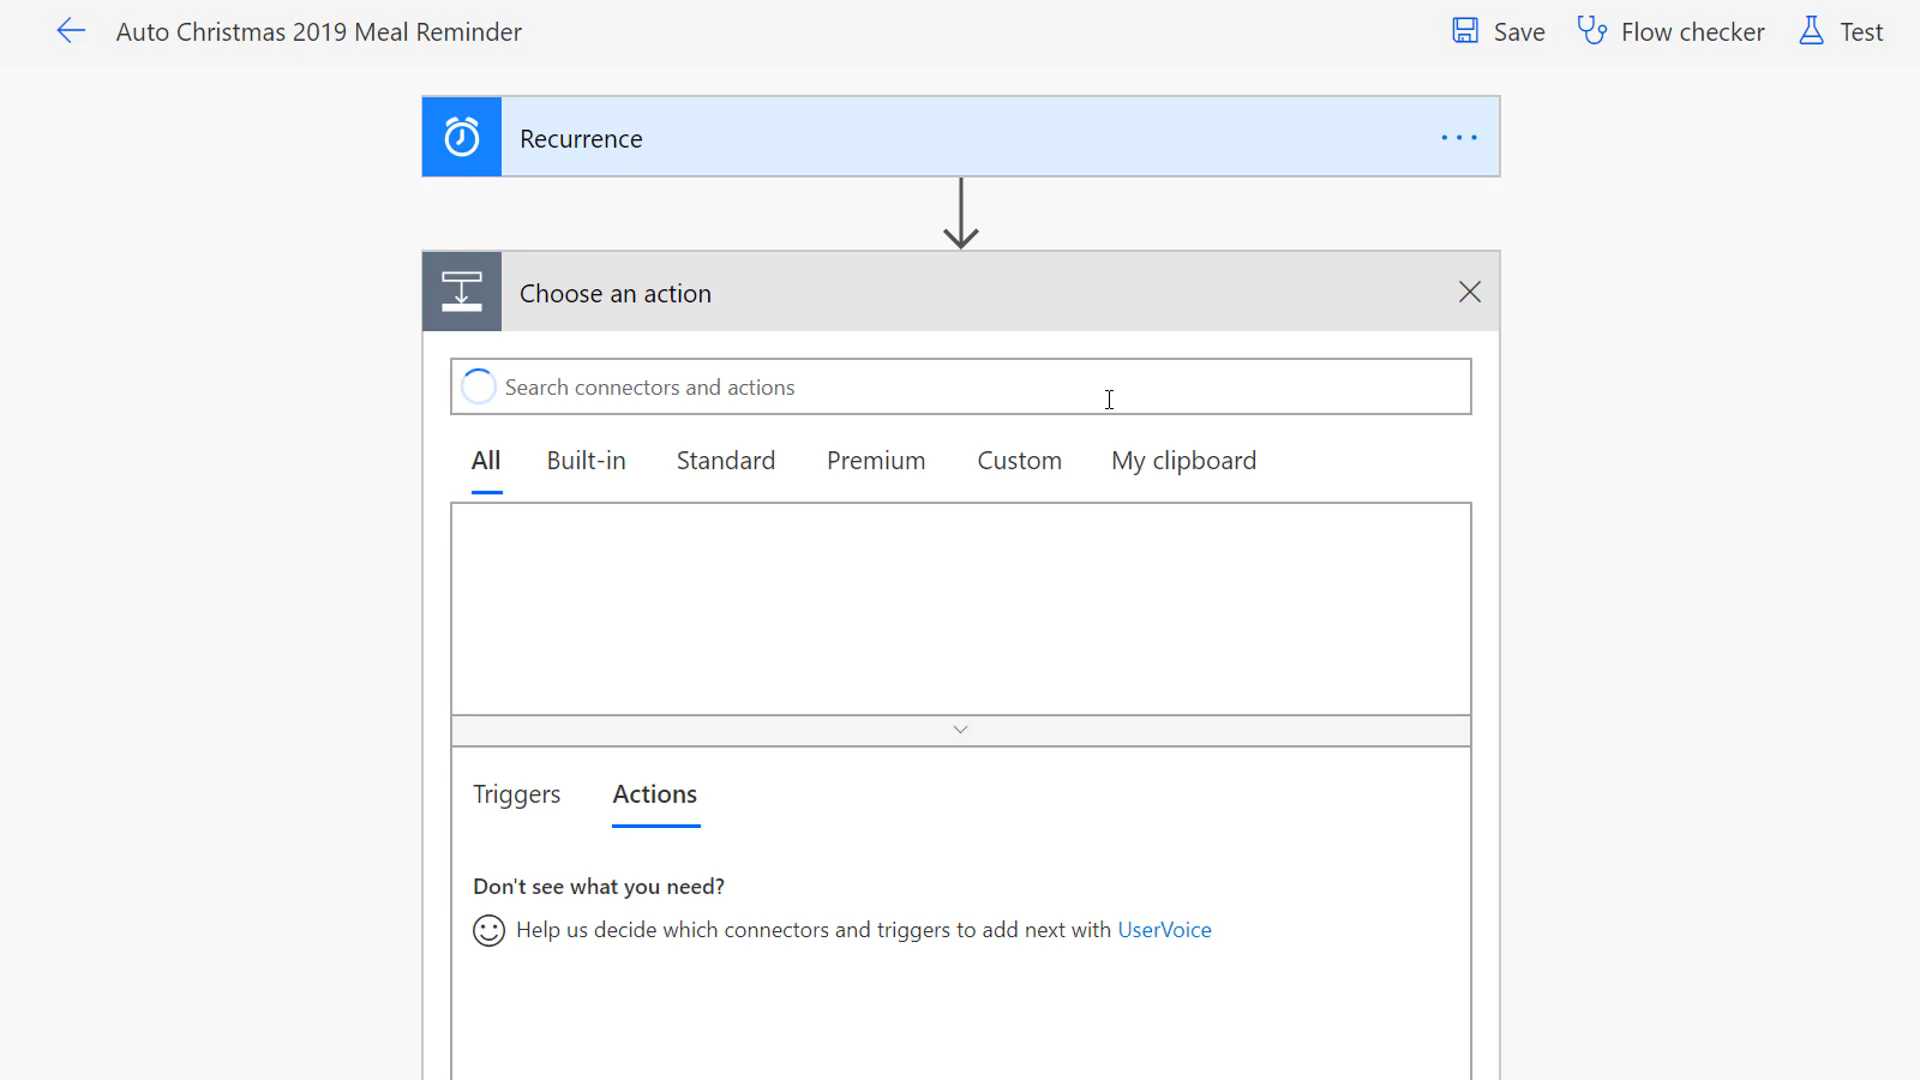 Auto Christmas 2019 Meal Reminder
Save
Flow checker
Test
Recurrence
Choose an action
Search connectors and actions
All
Built-in
Standard
Premium
Custom
My clipboard
Triggers
Actions
Don't see what you need?
Help us decide which connectors and triggers to add next with UserVoice